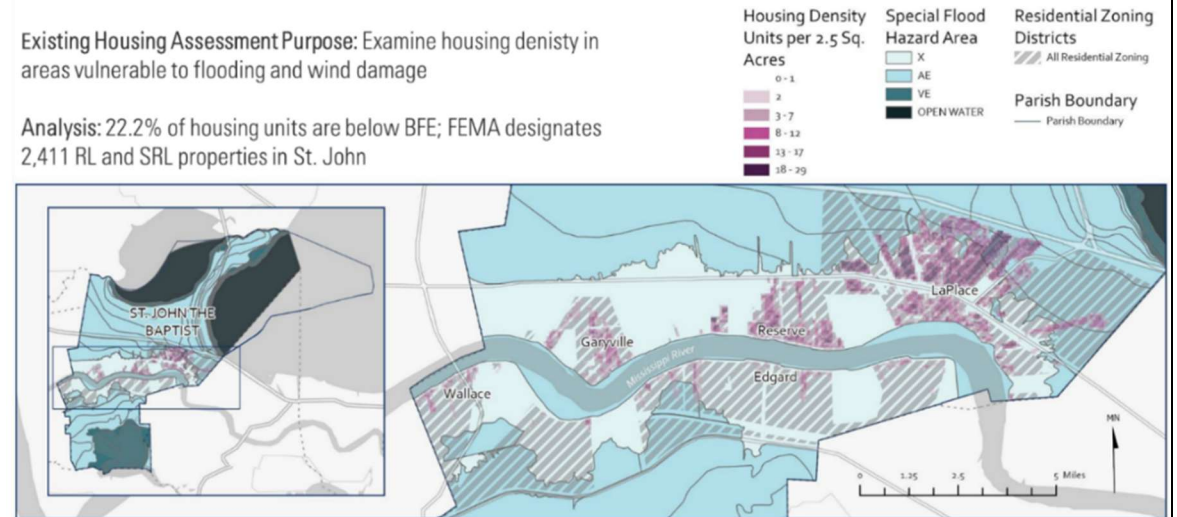 Existing Housing Assessment Purpose: Examine housing denisty in
areas vulnerable to flooding and wind damage
Analysis: 22.2% of housing units are below BFE; FEMA designates
2,411 RL and SRL properties in St. John
Housing Density
Units per 2.5 Sq.
Acres
0 - 1
2
3 - 7
8 - 12
13 - 17
18 - 29
Special Flood
Hazard Area
X
AE
VE
OPEN WATER
Residential Zoning
Districts
All Residential Zoning
Parish Boundary
Parish Boundary
ST. JOHN THE
BAPTIST
LaPlace
Reserve
Garyville
Mississippi River
Edgard
Wallace
MN
0 1.25 2.5 5 Miles